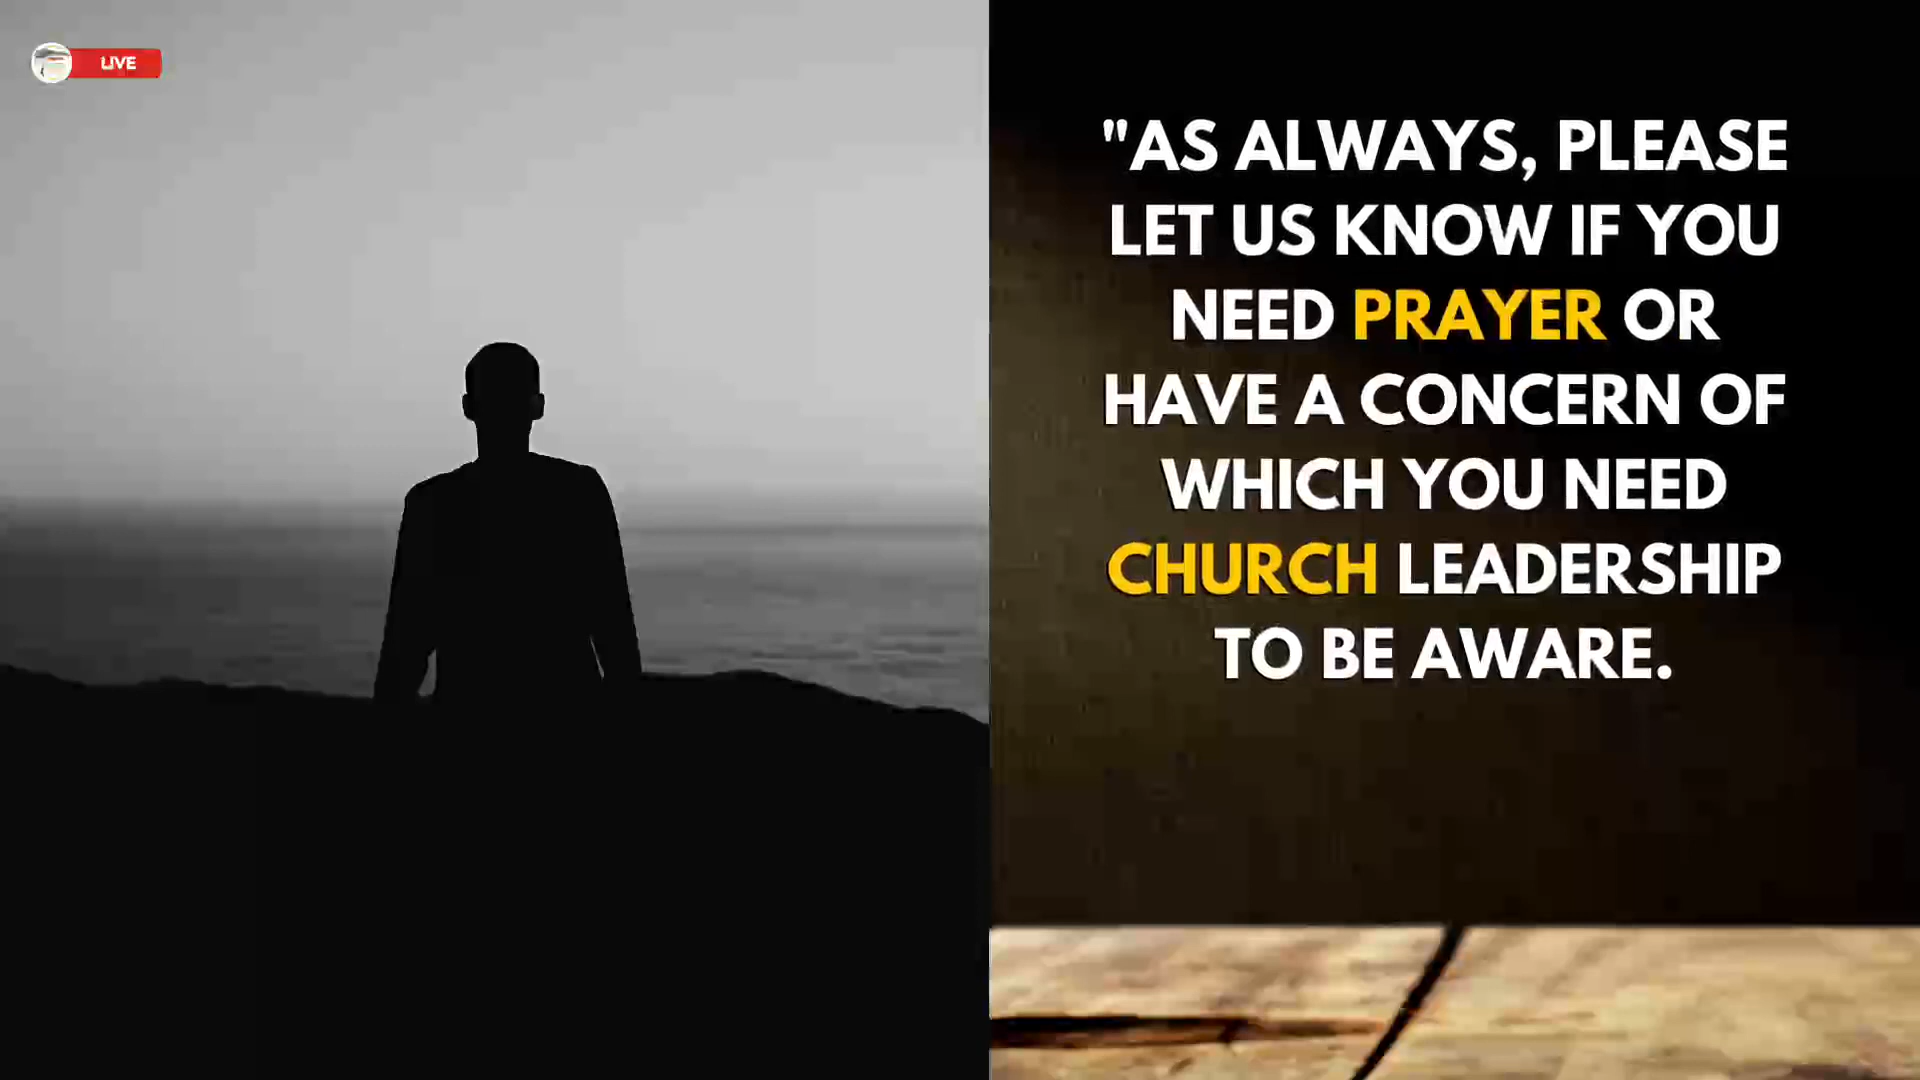 LIVE
"AS ALWAYS, PLEASE
LET US KNOW IF YOU
NEED PRAYER OR
HAVE A CONCERN OF
WHICH YOU NEED
CHURCH LEADERSHIP
TO BE AWARE.